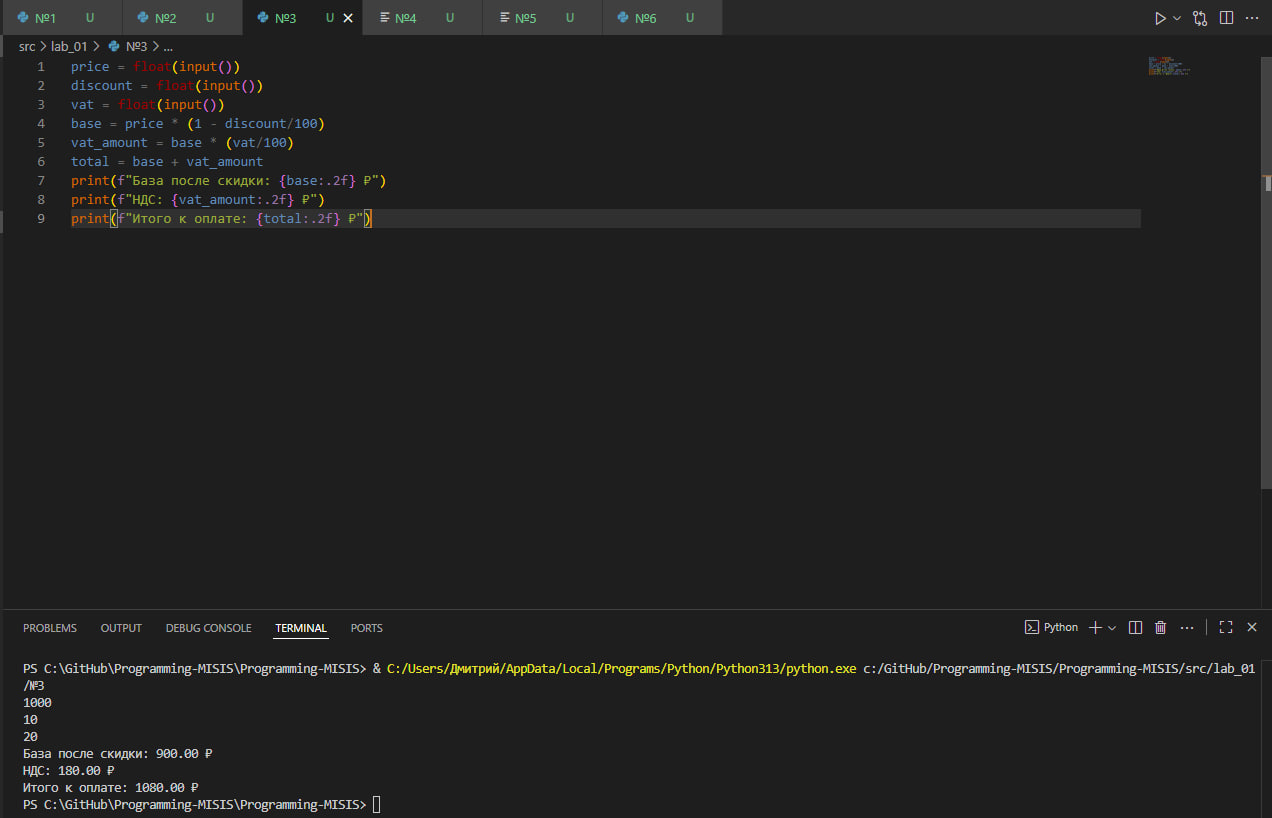 №1 U №2 U №3 U №4 U №5 U №6 U
src > lab_01 > №3 > ...
1 price = float(input())
2 discount = float(input())
3 vat = float(input())
4 base = price * (1 - discount/100)
5 vat_amount = base * (vat/100)
6 total = base + vat_amount
7 print(f"База после скидки: {base:.2f} ₽")
8 print(f"НДС: {vat_amount:.2f} ₽")
9 print(f"Итого к оплате: {total:.2f} ₽")
PROBLEMS OUTPUT DEBUG CONSOLE TERMINAL PORTS Python
PS C:\GitHub\Programming-MISIS\Programming-MISIS> & C:/Users/Дмитрий/AppData/Local/Programs/Python/Python313/python.exe c:/GitHub/Programming-MISIS/Programming-MISIS/src/lab_01
/№3
1000
10
20
База после скидки: 900.00 ₽
НДС: 180.00 ₽
Итого к оплате: 1080.00 ₽
PS C:\GitHub\Programming-MISIS\Programming-MISIS>